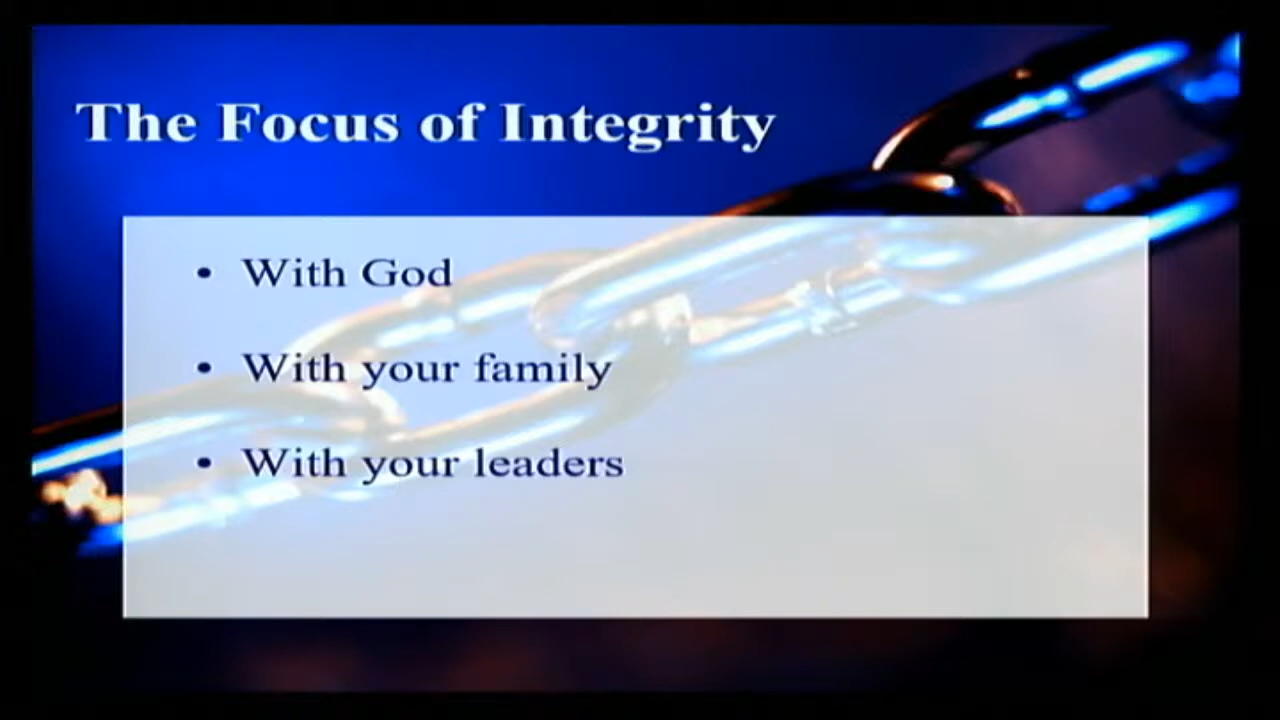 The Focus of Integrity
• With God
• With your family
• With your leaders